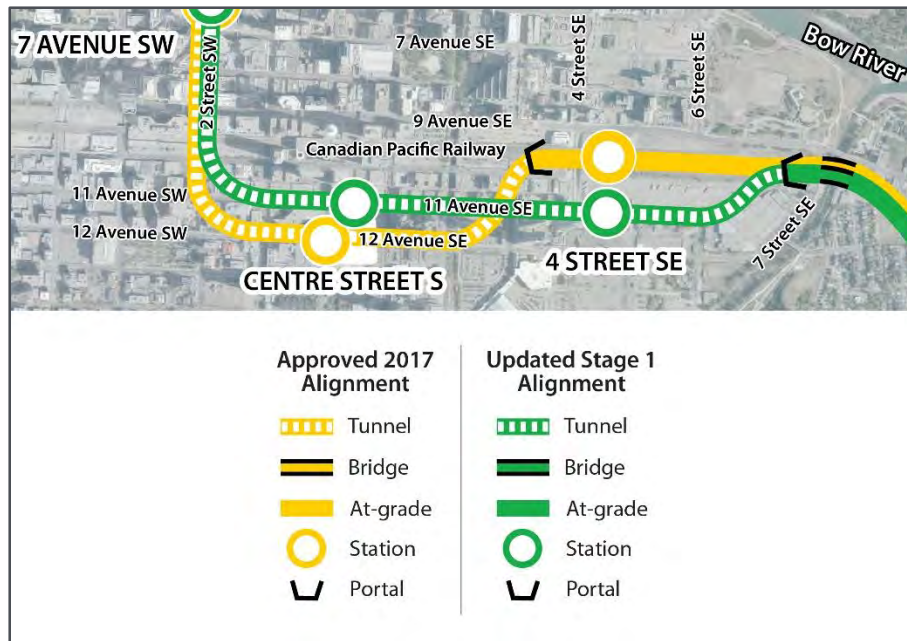 7 AVENUE SW
2 Street SW
7 Avenue SE
4 Street SE
6 Street SE
Bow River
9 Avenue SE
Canadian Pacific Railway
11 Avenue SW
11 Avenue SE
12 Avenue SW
12 Avenue SE
7 Street SE
CENTRE STREET S
4 STREET SE
Approved 2017
Alignment
Tunnel
Bridge
At-grade
Station
Portal
Updated Stage 1
Alignment
Tunnel
Bridge
At-grade
Station
Portal